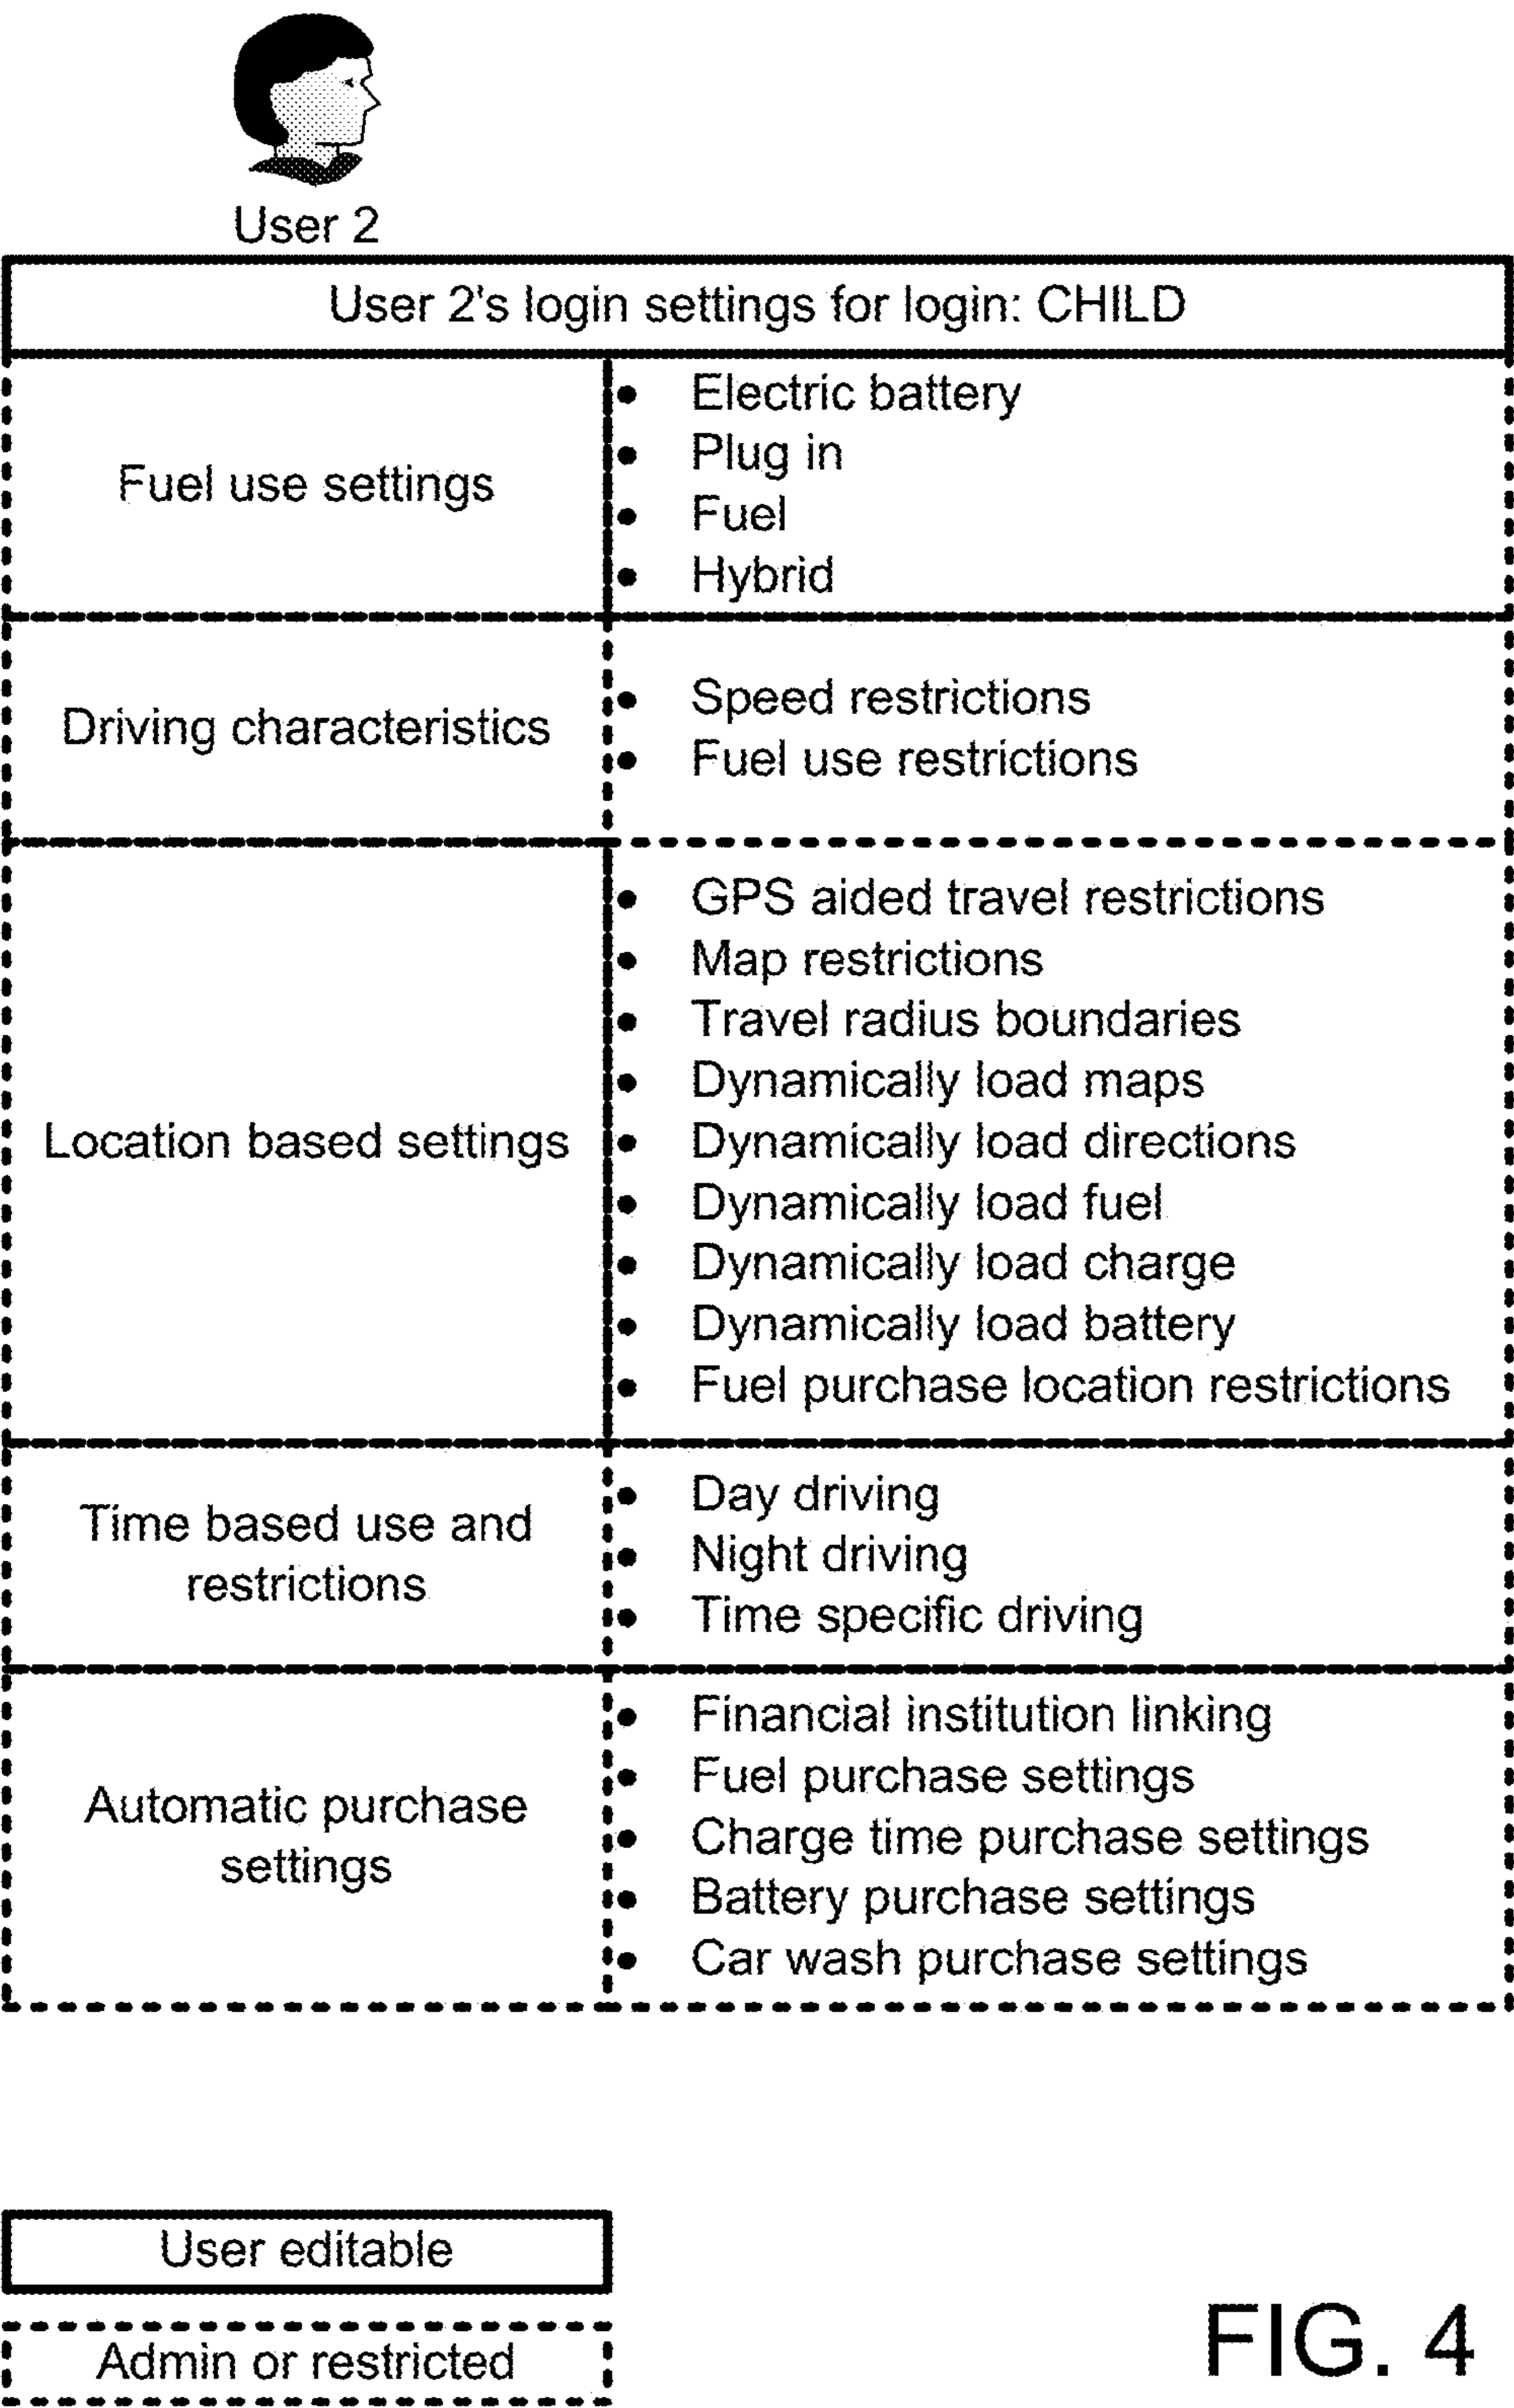 User 2
User 2's login settings for login: CHILD
Fuel use settings
• Electric battery
• Plug in
• Fuel
• Hybrid
Driving characteristics
• Speed restrictions
• Fuel use restrictions
Location based settings
• GPS aided travel restrictions
• Map restrictions
• Travel radius boundaries
• Dynamically load maps
• Dynamically load directions
• Dynamically load fuel
• Dynamically load charge
• Dynamically load battery
• Fuel purchase location restrictions
Time based use and
restrictions
• Day driving
• Night driving
• Time specific driving
Automatic purchase
settings
• Financial institution linking
• Fuel purchase settings
• Charge time purchase settings
• Battery purchase settings
• Car wash purchase settings
User editable
Admin or restricted
FIG. 4